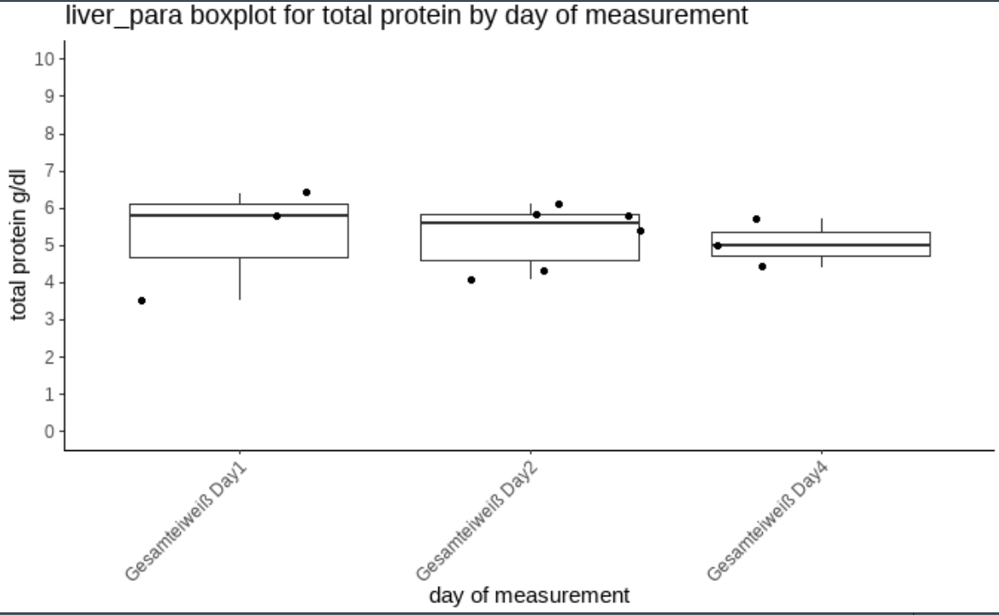 liver_para boxplot for total protein by day of measurement
total protein g/dl
10
9
8
7
6
5
4
3
2
1
0
Gesamteiweiß Day1
Gesamteiweiß Day2
Gesamteiweiß Day4
day of measurement